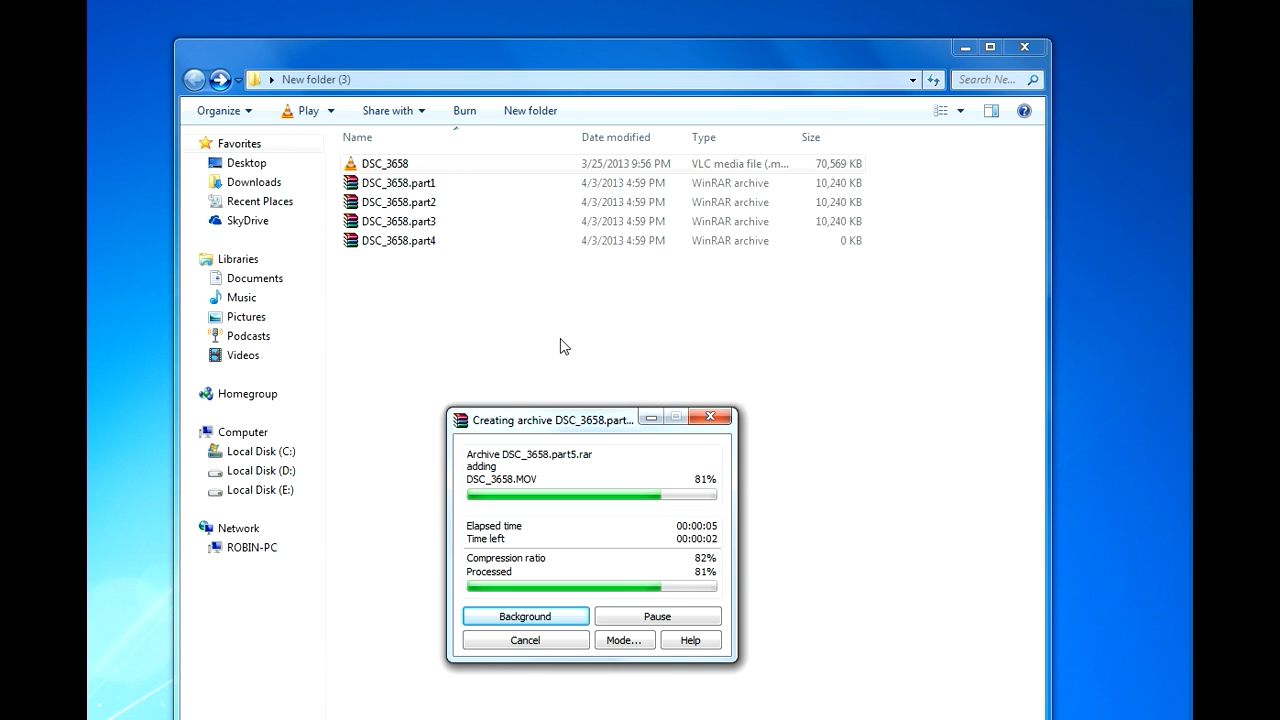 New folder (3)
Search Ne...
Organize
Play
Share with
Burn
New folder
Name
Date modified
Type
Size
Favorites
Desktop
Downloads
Recent Places
SkyDrive
Libraries
Documents
Music
Pictures
Podcasts
Videos
Homegroup
Computer
Local Disk (C:)
Local Disk (D:)
Local Disk (E:)
Network
ROBIN-PC
DSC_3658 3/25/2013 9:56 PM VLC media file (.m... 70,569 KB
DSC_3658.part1 4/3/2013 4:59 PM WinRAR archive 10,240 KB
DSC_3658.part2 4/3/2013 4:59 PM WinRAR archive 10,240 KB
DSC_3658.part3 4/3/2013 4:59 PM WinRAR archive 10,240 KB
DSC_3658.part4 4/3/2013 4:59 PM WinRAR archive 0 KB
Creating archive DSC_3658.part...
Archive DSC_3658.part5.rar
adding
DSC_3658.MOV 81%
Elapsed time 00:00:05
Time left 00:00:02
Compression ratio 82%
Processed 81%
Background
Pause
Cancel
Mode...
Help